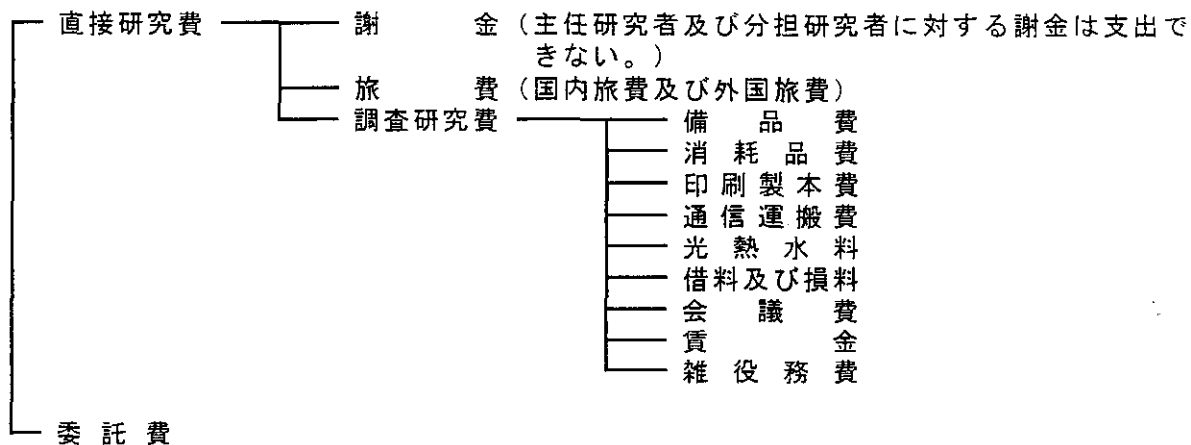 直接研究費 謝金(主任研究者及び分担研究者に対する謝金は支出で
きない。)
旅費(国内旅費及び外国旅費)
調査研究費 備品費
消耗品費
印刷製本費
通信運搬費
光熱水料
借料及び損料
会議費
賃金
雑役務費
委託費